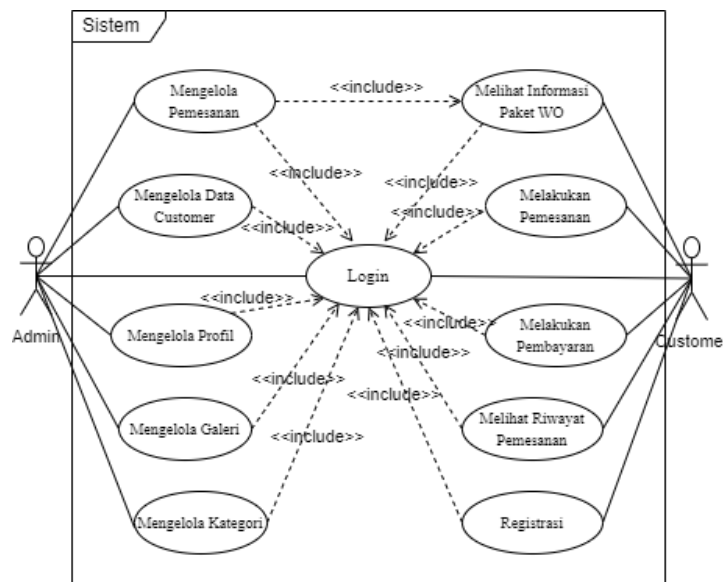 Sistem
Mengelola
Pemesanan
<<include>>
Melihat Informasi
Paket WO
<<include>>
<<include>>
Mengelola Data
Customer
<<include>>
<<include>>
Melakukan
Pemesanan
Login
Admin
Custome
<<include>>
Mengelola Profil
<<include>>
Melakukan
Pembayaran
<<include>>
<<include>>
Mengelola Galeri
<<include>>
<<include>>
Melihat Riwayat
Pemesanan
Mengelola Kategori
Registrasi